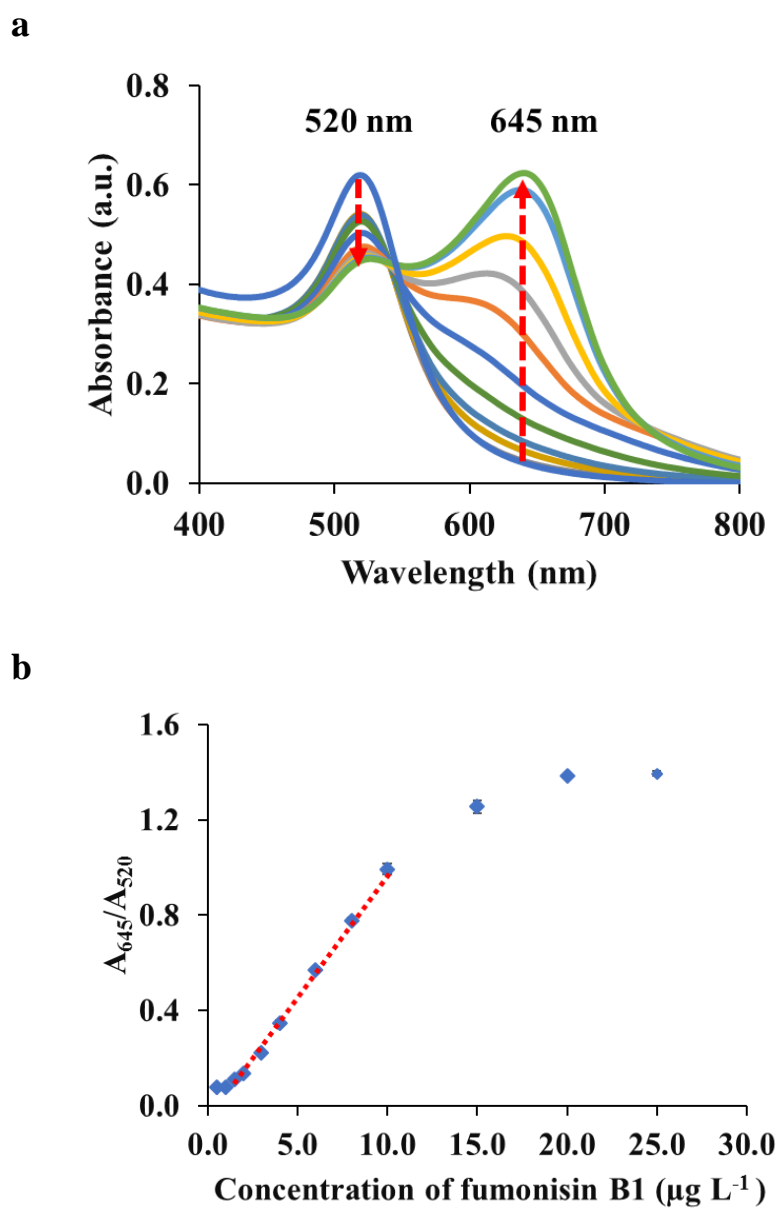 a
0.8
520 nm
645 nm
0.6
0.4
0.2
0.0
400
500
600
700
800
Absorbance (a.u.)
Wavelength (nm)
b
1.6
1.2
0.8
0.4
0.0
0.0
5.0
10.0
15.0
20.0
25.0
30.0
A645/A520
Concentration of fumonisin B1 (µg L-1 )